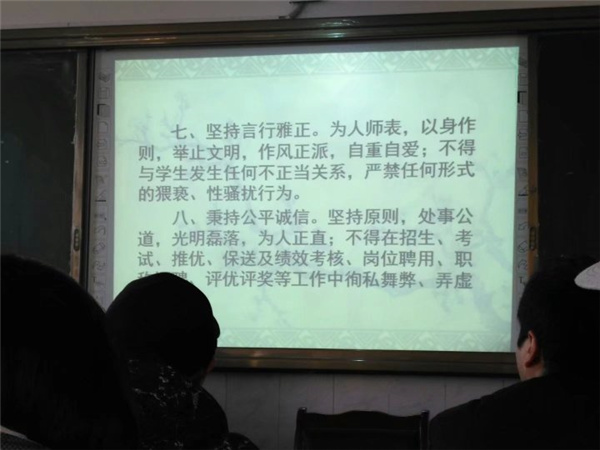 七、坚持言行雅正。为人师表，以身作
则，举止文明，作风正派，自重自爱；不得
与学生发生任何不正当关系，严禁任何形式
的猥亵、性骚扰行为。
八、秉持公平诚信。坚持原则，处事公
道，光明磊落，为人正直；不得在招生、考
试、推优、保送及绩效考核、岗位聘用、职
评优评奖等工作中徇私舞弊、弄虚